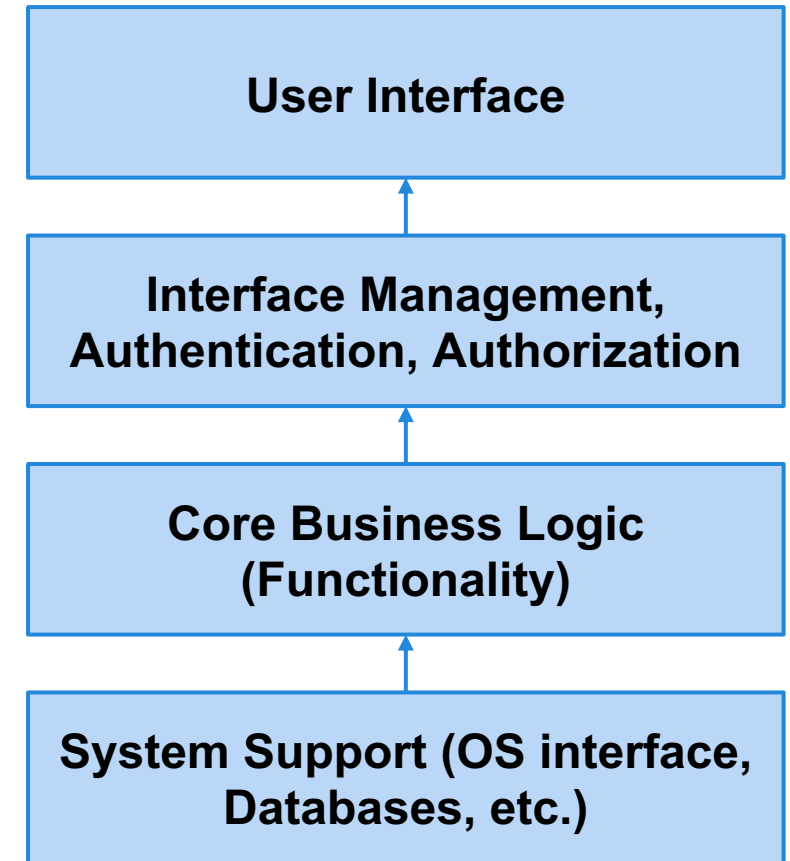 User Interface
Interface Management,
Authentication, Authorization
Core Business Logic
(Functionality)
System Support (OS interface,
Databases, etc.)